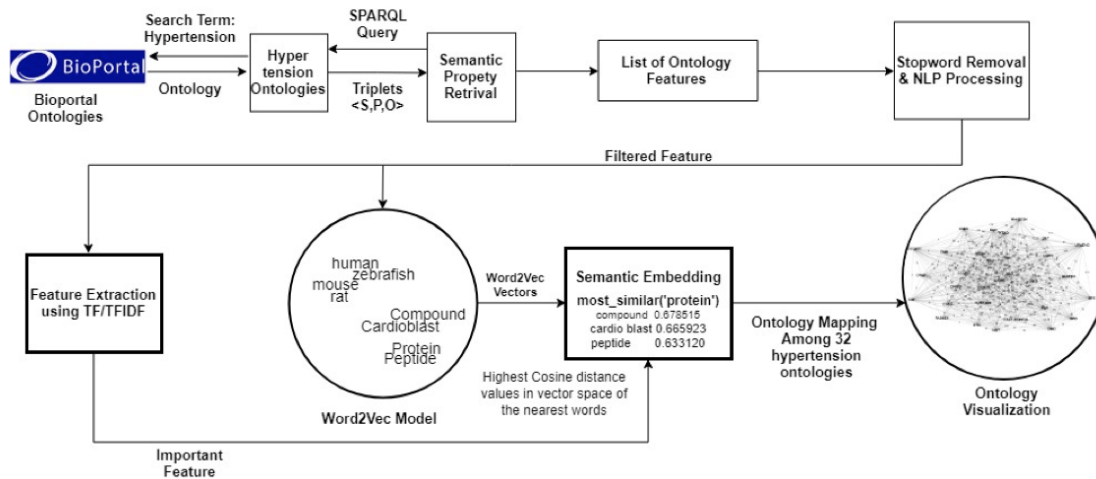 Search Term:
Hypertension
BioPortal
Ontology
Bioportal
Ontologies
Hyper
tension
Ontologies
SPARQL
Query
Triplets
<S,P,O>
Semantic
Propety
Retrival
List of Ontology
Features
Stopword Removal
& NLP Processing
Filtered Feature
Feature Extraction
using TF/TFIDF
human
zebrafish
mouse
rat
Compound
Cardioblast
Protein
Peptide
Word2Vec Model
Word2Vec
Vectors
Semantic Embedding
most_similar('protein')
compound 0.678515
cardio blast 0.665923
peptide 0.633120
Highest Cosine distance
values in vector space of
the nearest words
Ontology Mapping
Among 32
hypertension
ontologies
Ontology
Visualization
Important
Feature